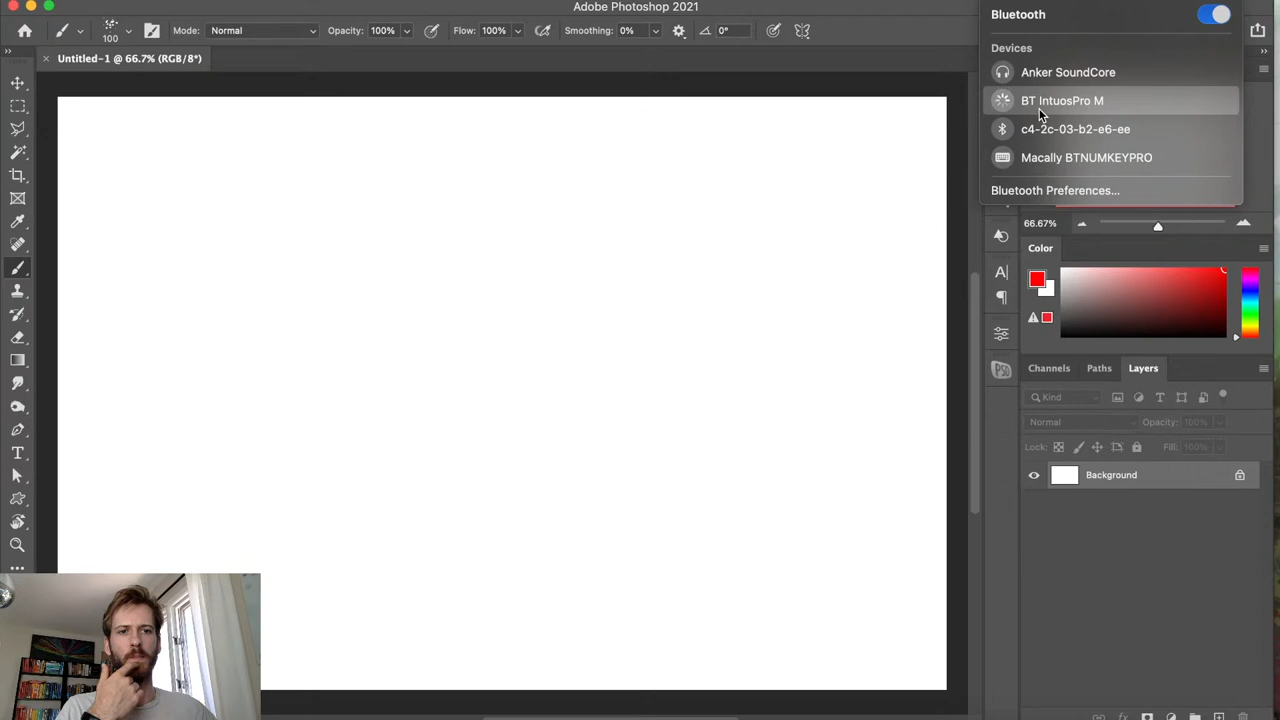 Adobe Photoshop 2021
100
Mode: Normal
Opacity: 100%
Flow: 100%
Smoothing: 0%
0°
Untitled-1 @ 66.7% (RGB/8*)
Bluetooth
Devices
Anker SoundCore
BT IntuosPro M
c4-2c-03-b2-e6-ee
Macally BTNUMKEYPRO
Bluetooth Preferences...
66.67%
Color
Channels Paths Layers
Kind
Normal Opacity: 100%
Lock: Fill: 100%
Background